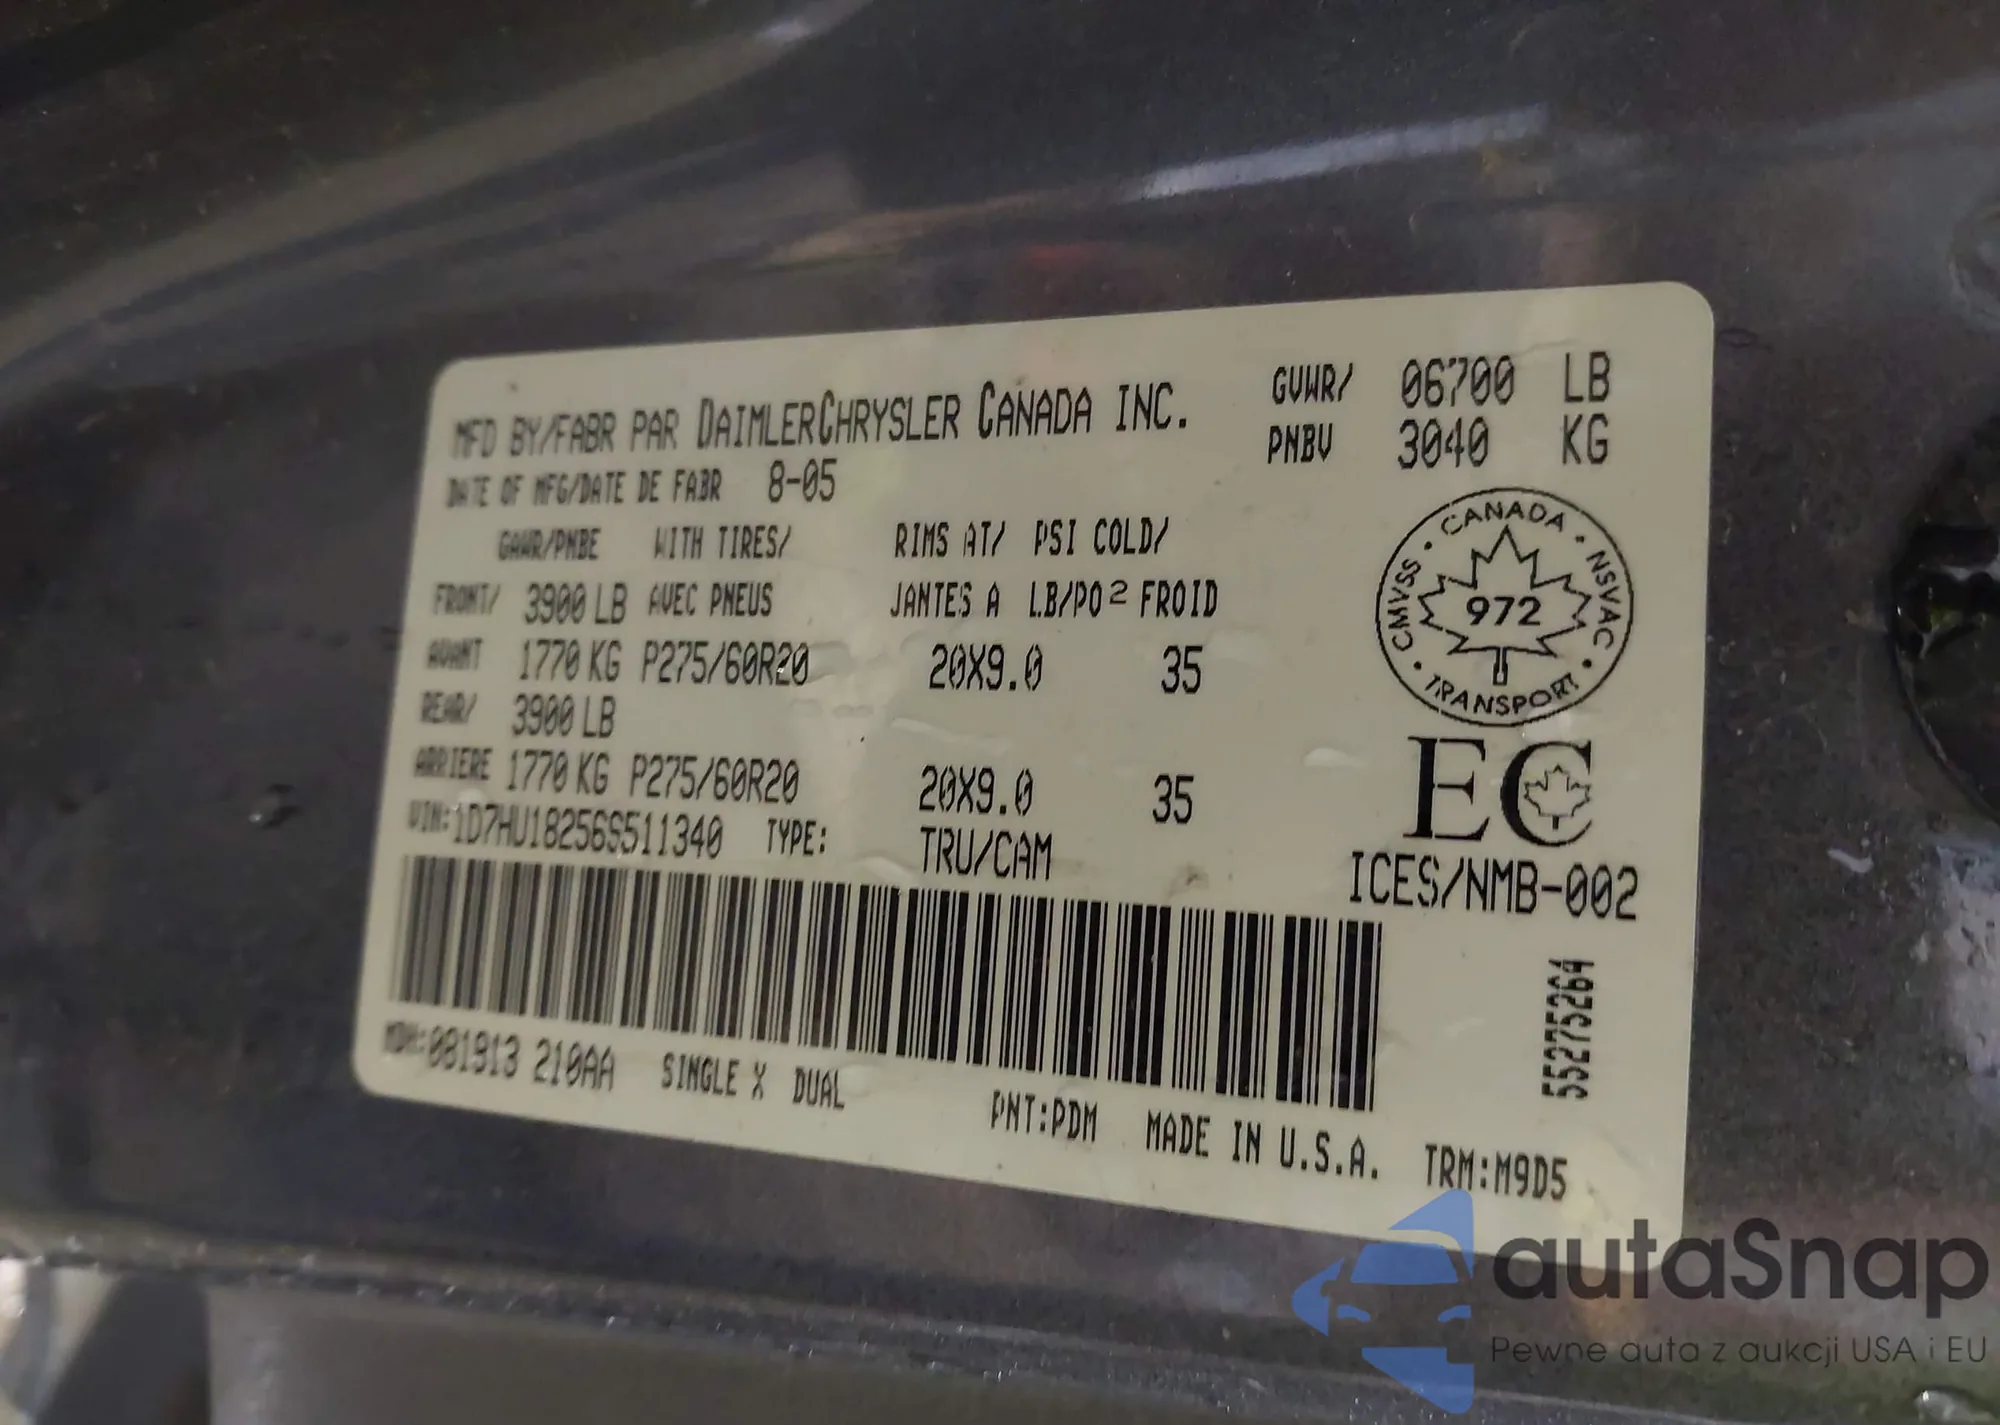 MFD BY/FABR PAR DAIMLERCHRYSLER CANADA INC.
GVWR/ 06700 LB
PNBV 3040 KG
DATE OF MFG/DATE DE FABR 8-05
GAWR/PNBE WITH TIRES/ RIMS AT/ PSI COLD/
FRONT/ 3900 LB AVEC PNEUS JANTES A LB/PO² FROID
AVANT 1770 KG P275/60R20 20X9.0 35
REAR/ 3900 LB
ARRIERE 1770 KG P275/60R20 20X9.0 35
VIN:1D7HU18256S511340 TYPE: TRU/CAM
CANADA • NSVAC • TRANSPORT • CMVSS •
972
EC
ICES/NMB-002
55275264
MDH:081913 210AA SINGLE X DUAL
PNT:PDM MADE IN U.S.A. TRM:M9D5
autaSnap
Pewne auta z aukcji USA i EU